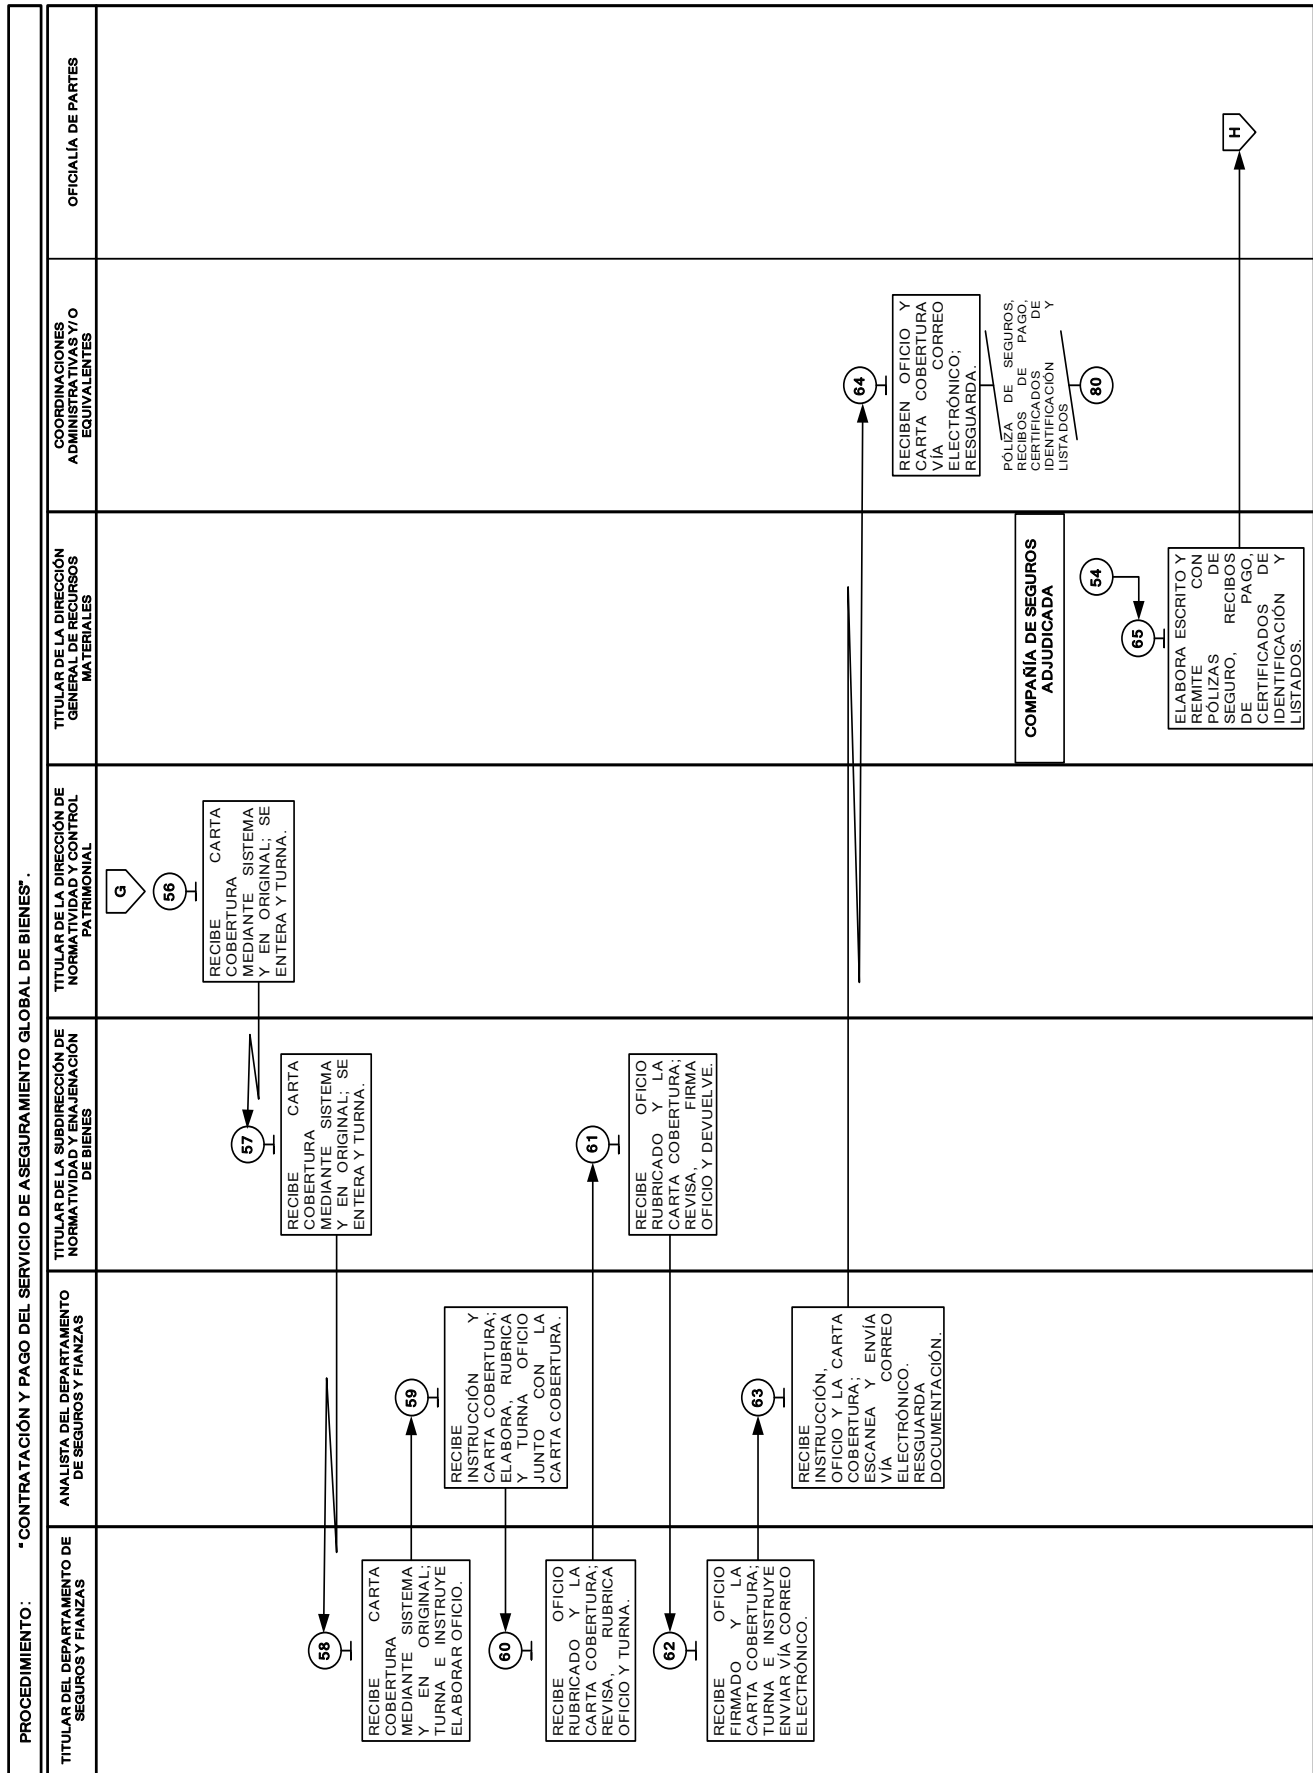 PROCEDIMIENTO: "CONTRATACIÓN Y PAGO DEL SERVICIO DE ASEGURAMIENTO GLOBAL DE BIENES".
TITULAR DEL DEPARTAMENTO DE
SEGUROS Y FIANZAS
ANALISTA DEL DEPARTAMENTO
DE SEGUROS Y FIANZAS
TITULAR DE LA SUBDIRECCIÓN DE
NORMATIVIDAD Y ENAJENACIÓN
DE BIENES
TITULAR DE LA DIRECCIÓN DE
NORMATIVIDAD Y CONTROL
PATRIMONIAL
TITULAR DE LA DIRECCIÓN
GENERAL DE RECURSOS
MATERIALES
COORDINACIONES
ADMINISTRATIVAS Y/O
EQUIVALENTES
OFICIALÍA DE PARTES
G
56
RECIBE CARTA
COBERTURA
MEDIANTE SISTEMA
Y EN ORIGINAL; SE
ENTERA Y TURNA.
57
RECIBE CARTA
COBERTURA
MEDIANTE SISTEMA
Y EN ORIGINAL; SE
ENTERA Y TURNA.
58
RECIBE CARTA
COBERTURA
MEDIANTE SISTEMA
Y EN ORIGINAL;
TURNA E INSTRUYE
ELABORAR OFICIO.
59
RECIBE
INSTRUCCIÓN Y
CARTA COBERTURA;
ELABORA, RUBRICA
Y TURNA OFICIO
JUNTO CON LA
CARTA COBERTURA.
60
RECIBE OFICIO
RUBRICADO Y LA
CARTA COBERTURA;
REVISA, RUBRICA
OFICIO Y TURNA.
61
RECIBE OFICIO
RUBRICADO Y LA
CARTA COBERTURA;
REVISA, FIRMA
OFICIO Y DEVUELVE.
62
RECIBE OFICIO
FIRMADO Y LA
CARTA COBERTURA;
TURNA E INSTRUYE
ENVIAR VÍA CORREO
ELECTRÓNICO.
63
RECIBE
INSTRUCCIÓN,
OFICIO Y LA CARTA
COBERTURA;
ESCANEA Y ENVÍA
VÍA CORREO
ELECTRÓNICO.
RESGUARDA
DOCUMENTACIÓN.
64
RECIBEN OFICIO Y
CARTA COBERTURA
VÍA CORREO
ELECTRÓNICO;
RESGUARDA.
PÓLIZA DE SEGUROS,
RECIBOS DE PAGO,
CERTIFICADOS DE
IDENTIFICACIÓN Y
LISTADOS
80
COMPAÑÍA DE SEGUROS
ADJUDICADA
54
65
ELABORA ESCRITO Y
REMITE CON
PÓLIZAS DE
SEGURO, RECIBOS
DE PAGO,
CERTIFICADOS DE
IDENTIFICACIÓN Y
LISTADOS.
H